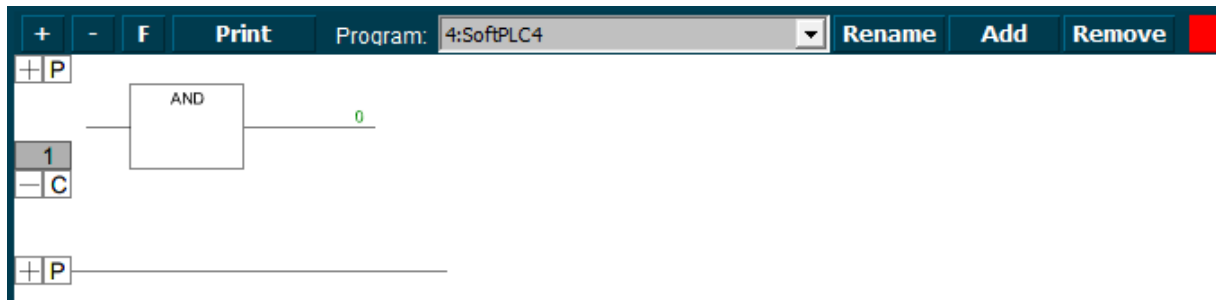 + - F Print Program: 4:SoftPLC4 Rename Add Remove
+ P
AND
0
1
- C
+ P